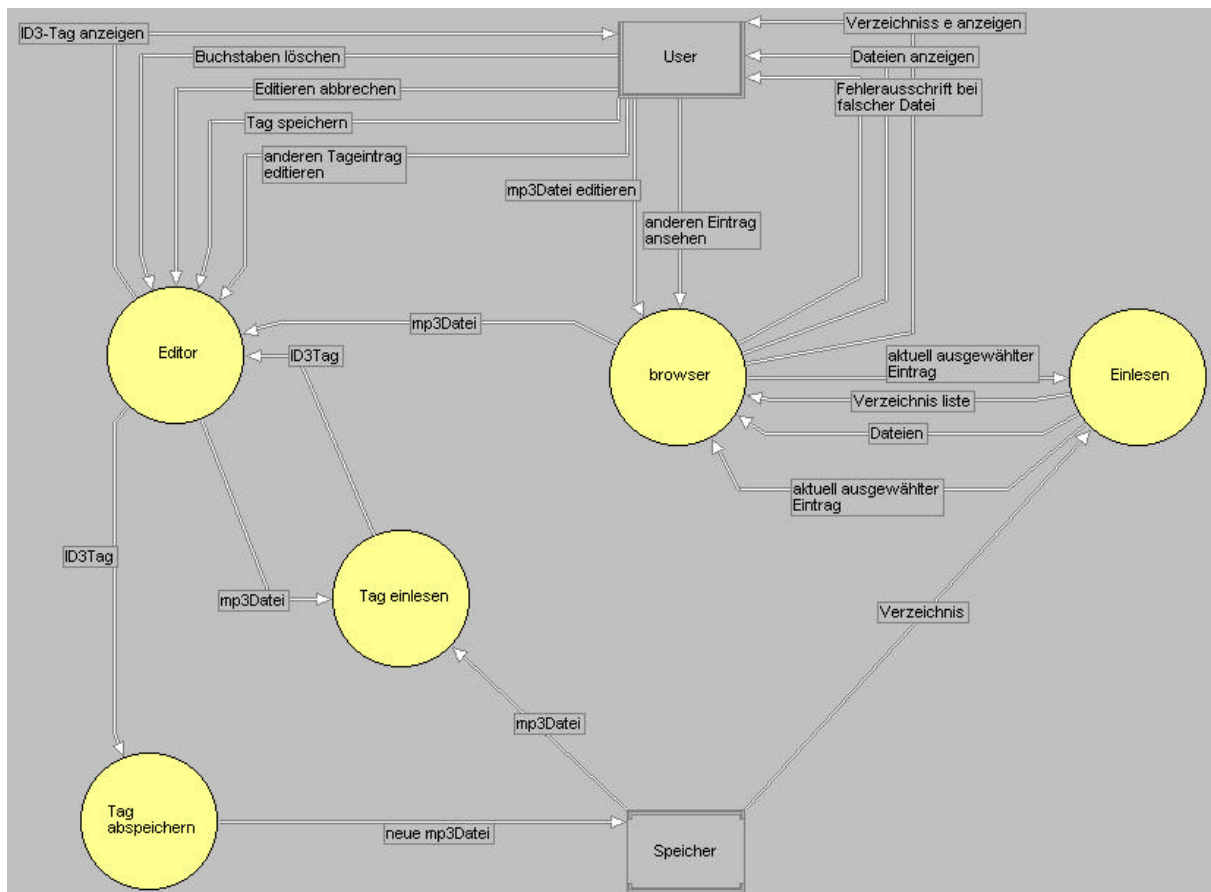 ID3-Tag anzeigen
User
Verzeichniss e anzeigen
Buchstaben löschen
Dateien anzeigen
Editieren abbrechen
Fehlerausschrift bei
falscher Datei
Tag speichern
anderen Tageintrag
editieren
mp3Datei editieren
anderen Eintrag
ansehen
mp3Datei
Editor
ID3Tag
browser
aktuell ausgewählter
Eintrag
Einlesen
Verzeichnis liste
Dateien
aktuell ausgewählter
Eintrag
ID3Tag
mp3Datei
Tag einlesen
Verzeichnis
mp3Datei
Tag
abspeichern
neue mp3Datei
Speicher